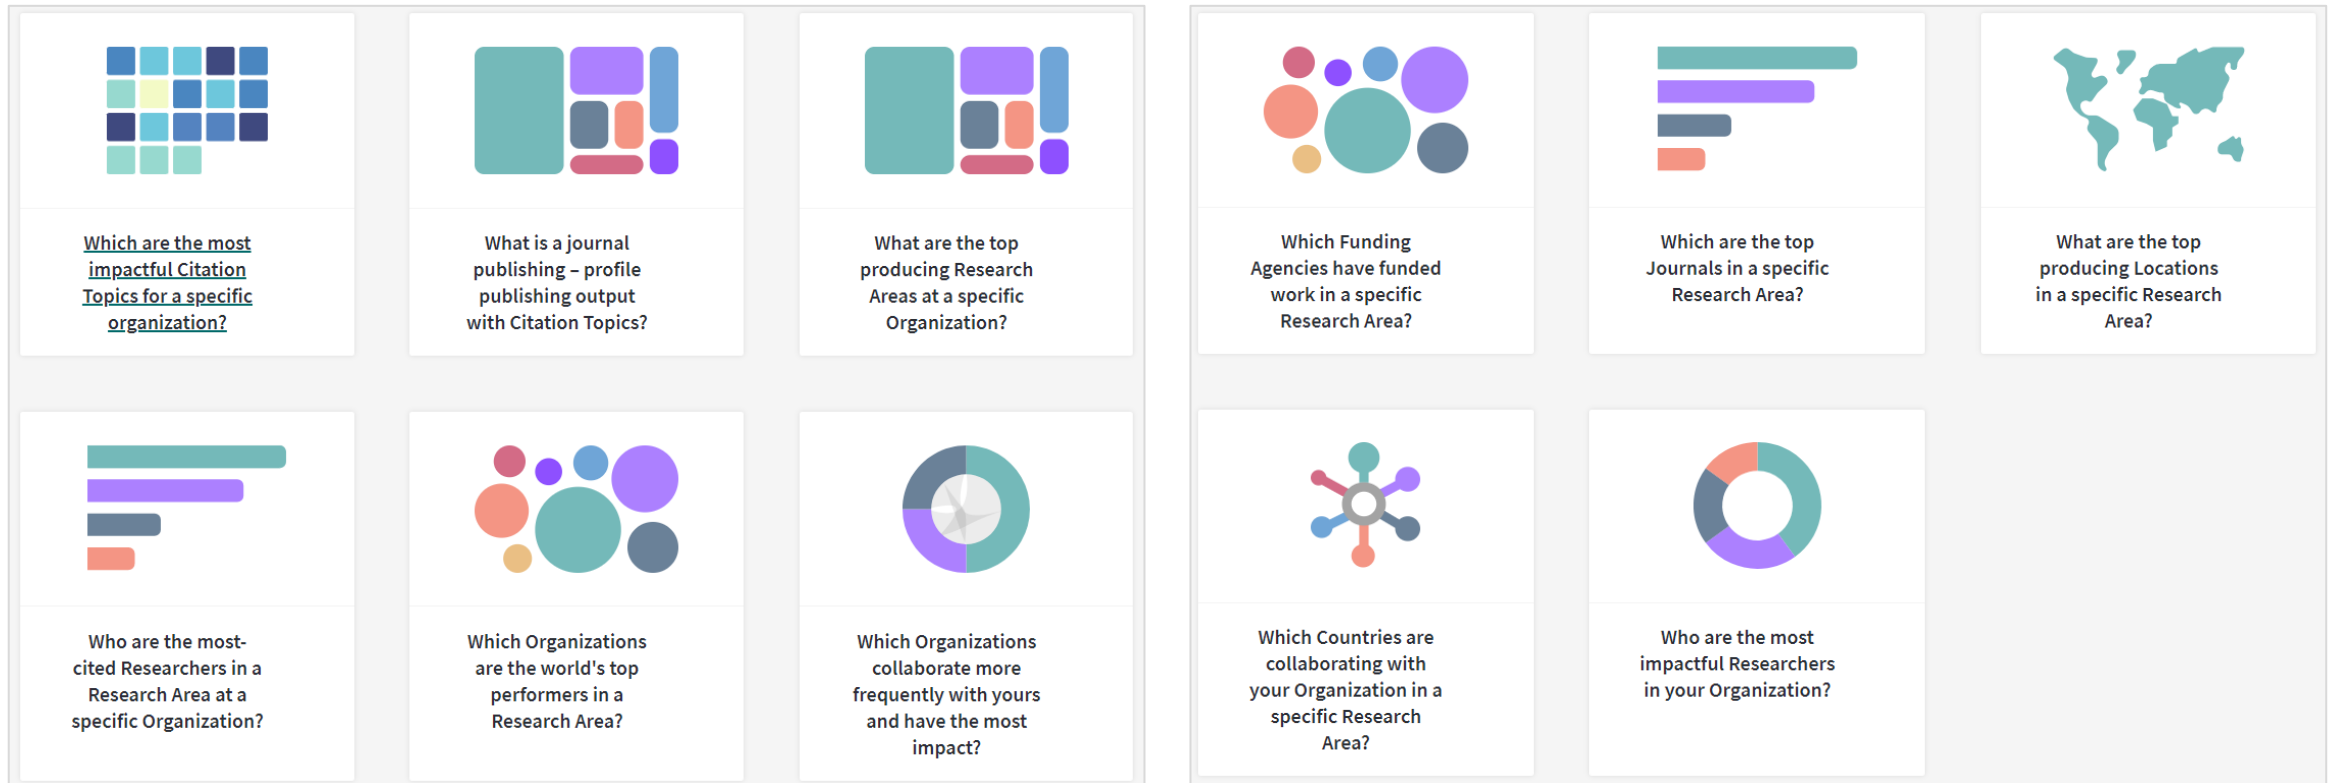 Which are the most
impactful Citation
Topics for a specific
organization?
What is a journal
publishing – profile
publishing output
with Citation Topics?
What are the top
producing Research
Areas at a specific
Organization?
Which Funding
Agencies have funded
work in a specific
Research Area?
Which are the top
Journals in a specific
Research Area?
What are the top
producing Locations
in a specific Research
Area?
Who are the most-
cited Researchers in a
Research Area at a
specific Organization?
Which Organizations
are the world's top
performers in a
Research Area?
Which Organizations
collaborate more
frequently with yours
and have the most
impact?
Which Countries are
collaborating with
your Organization in a
specific Research
Area?
Who are the most
impactful Researchers
in your Organization?